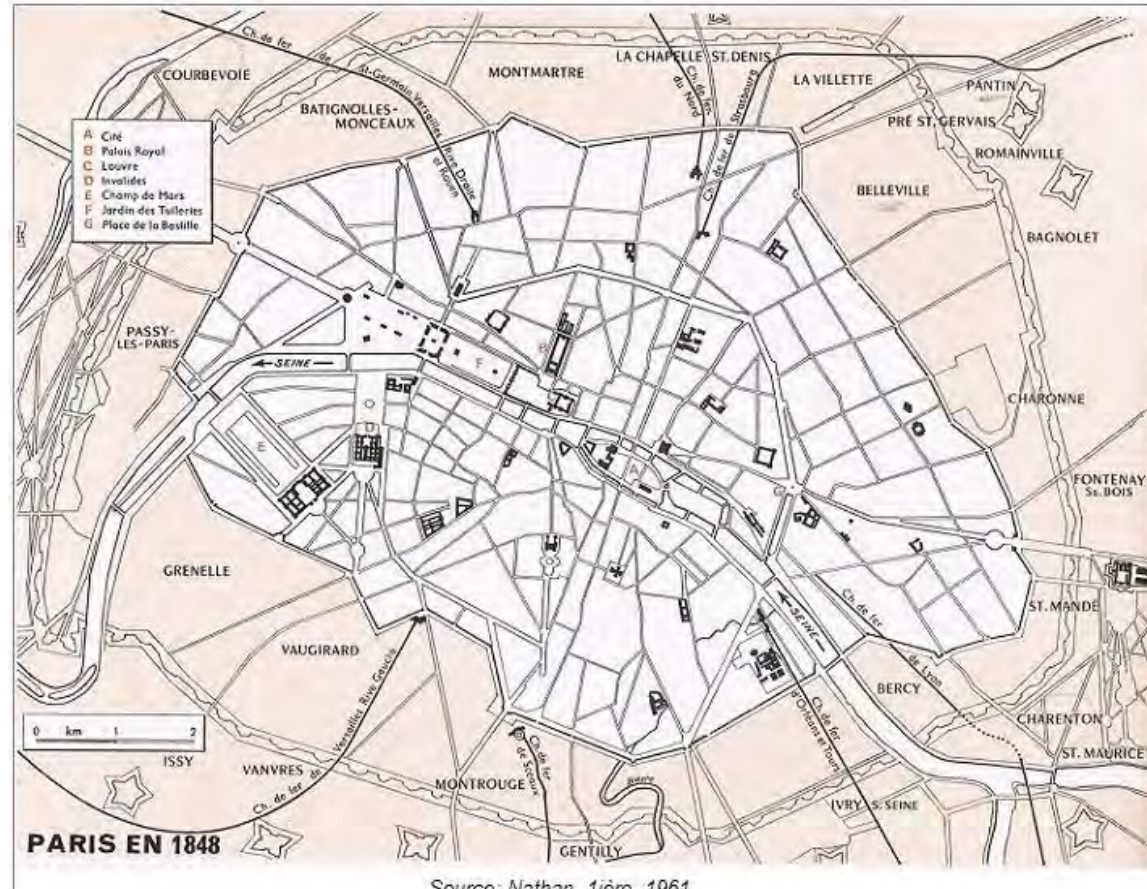 COURBEVOIE
Ch. de fer de St-Germain Versailles Rive Droite
et Rouen
BATIGNOLLES-
MONCEAUX
MONTMARTRE
LA CHAPELLE ST. DENIS
Ch. de fer
du Nord
Ch. de fer de Strasbourg
LA VILLETTE
PANTIN
PRÉ ST. GERVAIS
ROMAINVILLE
BELLEVILLE
BAGNOLET
A Cité
B Palais Royal
C Louvre
D Invalides
E Champ de Mars
F Jardin des Tuileries
G Place de la Bastille
PASSY-
LES-PARIS
SEINE
B
F
E
D
A
G
CHARONNE
FONTENAY
Ss. BOIS
GRENELLE
ST. MANDÉ
VAUGIRARD
SEINE
Ch. de fer
de Lyon
BERCY
CHARENTON
ST. MAURICE
0 km 1 2
ISSY
VANVRES
Ch. de fer de Versailles Rive Gauche
MONTROUGE
Ch. de fer
de Sceaux
Bièvre
GENTILLY
Ch. de fer
d'Orléans et Tours
IVRY S. SEINE
PARIS EN 1848
Source: Nathan, 1ière, 1961